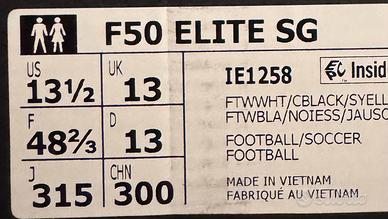 F50 ELITE SG
US
13½
UK
13
F
48⅔
D
13
J
315
CHN
300
IE1258
Insid
FTWWHT/CBLACK/SYELL
FTWBLA/NOIESS/JAUSO
FOOTBALL/SOCCER
FOOTBALL
MADE IN VIETNAM
FABRIQUÉ AU VIETNAM